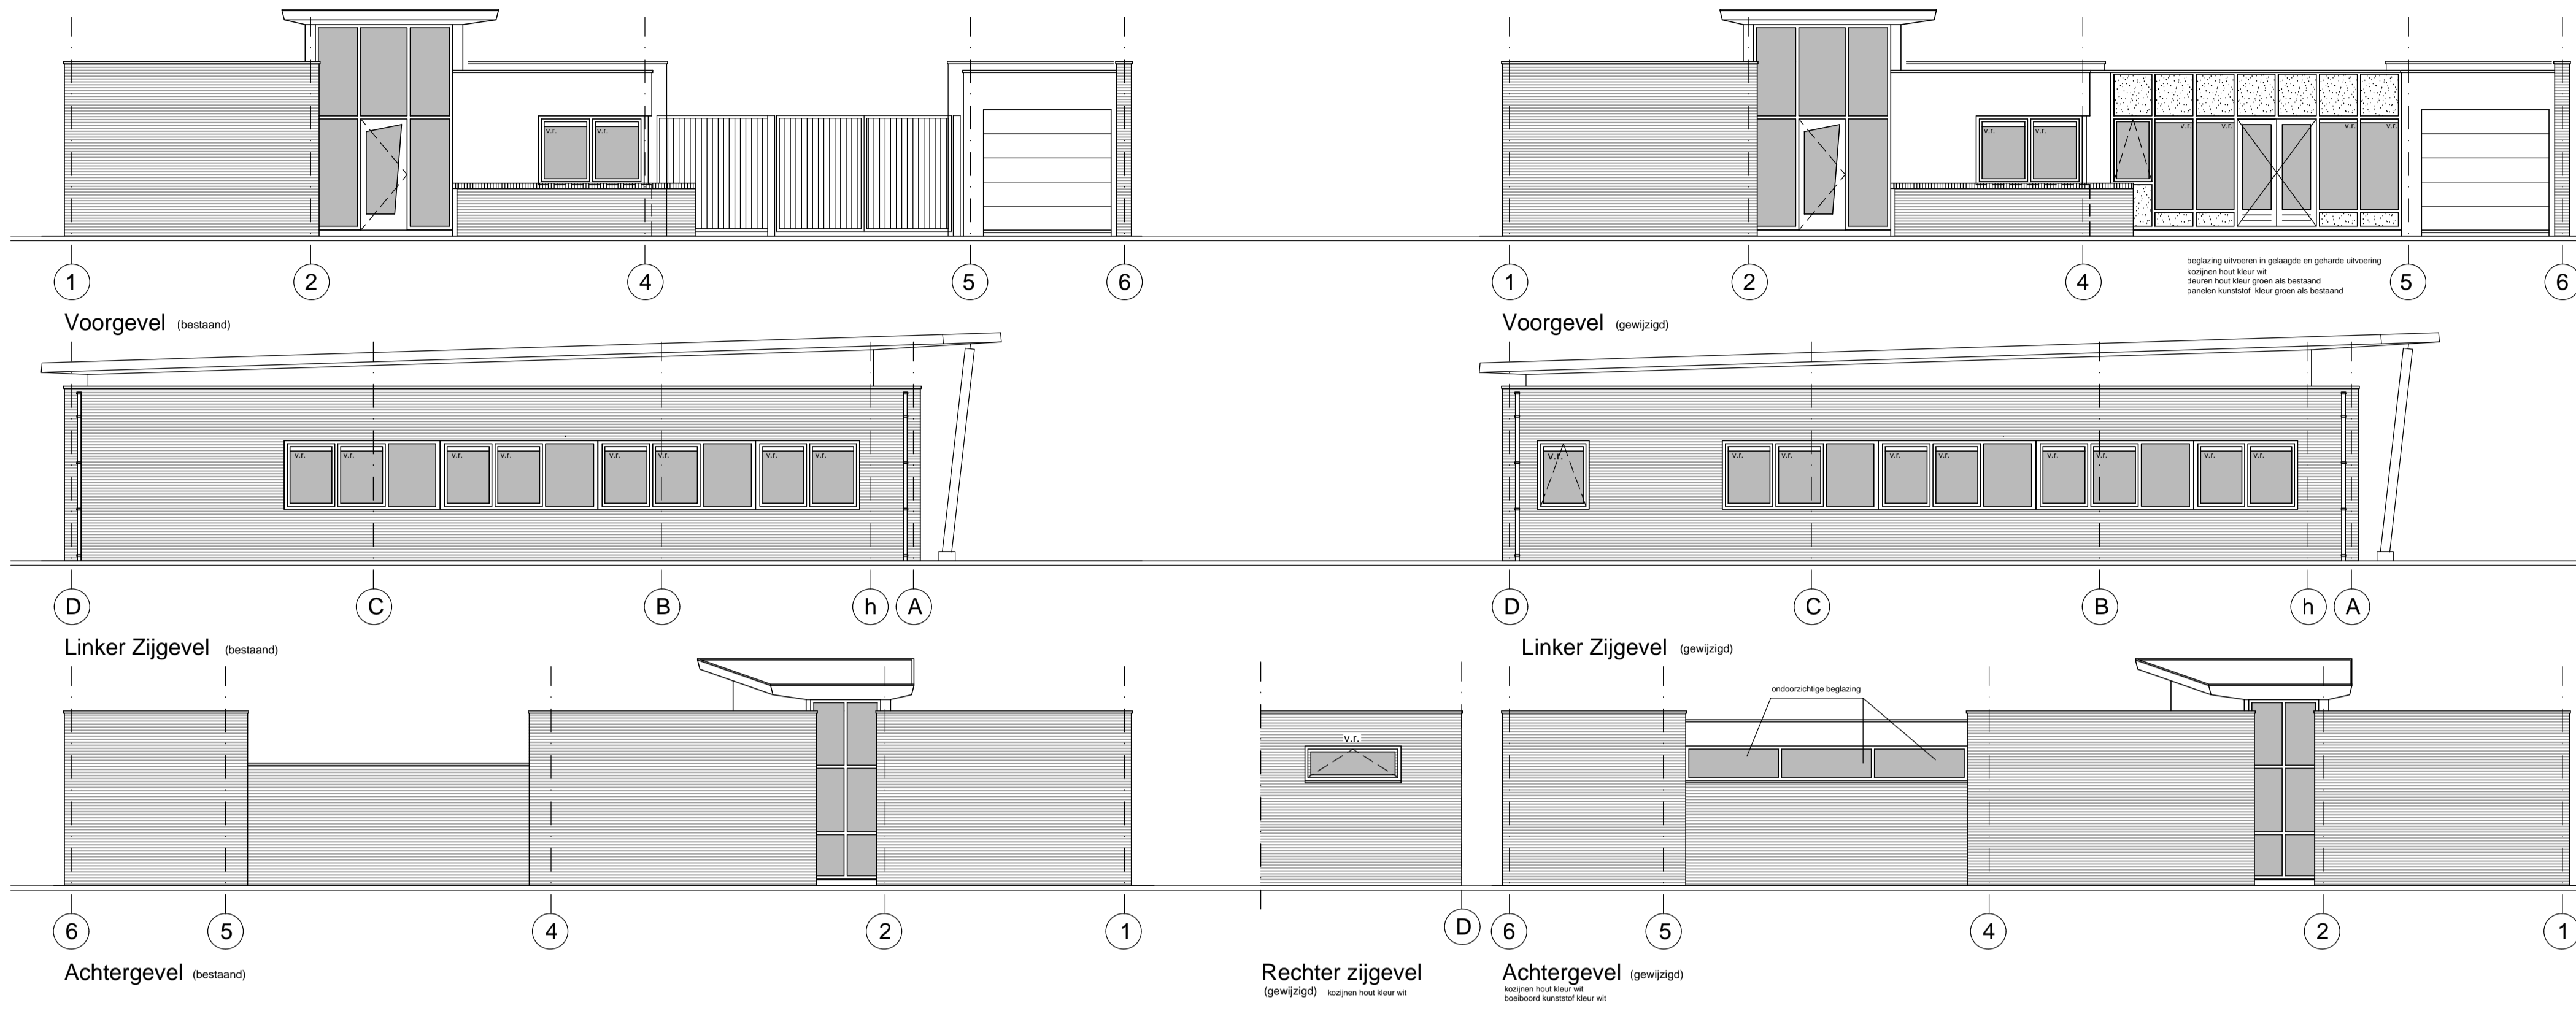 v.r. v.r.
1 2 4 5 6
Voorgevel (bestaand)
v.r. v.r. v.r. v.r. v.r. v.r.
1 2 4 5 6
beglazing uitvoeren in gelaagde en geharde uitvoering
kozijnen hout kleur wit
deuren hout kleur groen als bestaand
panelen kunststof kleur groen als bestaand
Voorgevel (gewijzigd)
v.r. v.r. v.r. v.r. v.r. v.r. v.r. v.r.
D C B h A
Linker Zijgevel (bestaand)
v.r. v.r. v.r. v.r. v.r. v.r. v.r. v.r. v.r.
D C B h A
Linker Zijgevel (gewijzigd)
6 5 4 2 1
Achtergevel (bestaand)
v.r.
D
Rechter zijgevel
(gewijzigd) kozijnen hout kleur wit
ondoorzichtige beglazing
6 5 4 2 1
Achtergevel (gewijzigd)
kozijnen hout kleur wit
boeiboord kunststof kleur wit